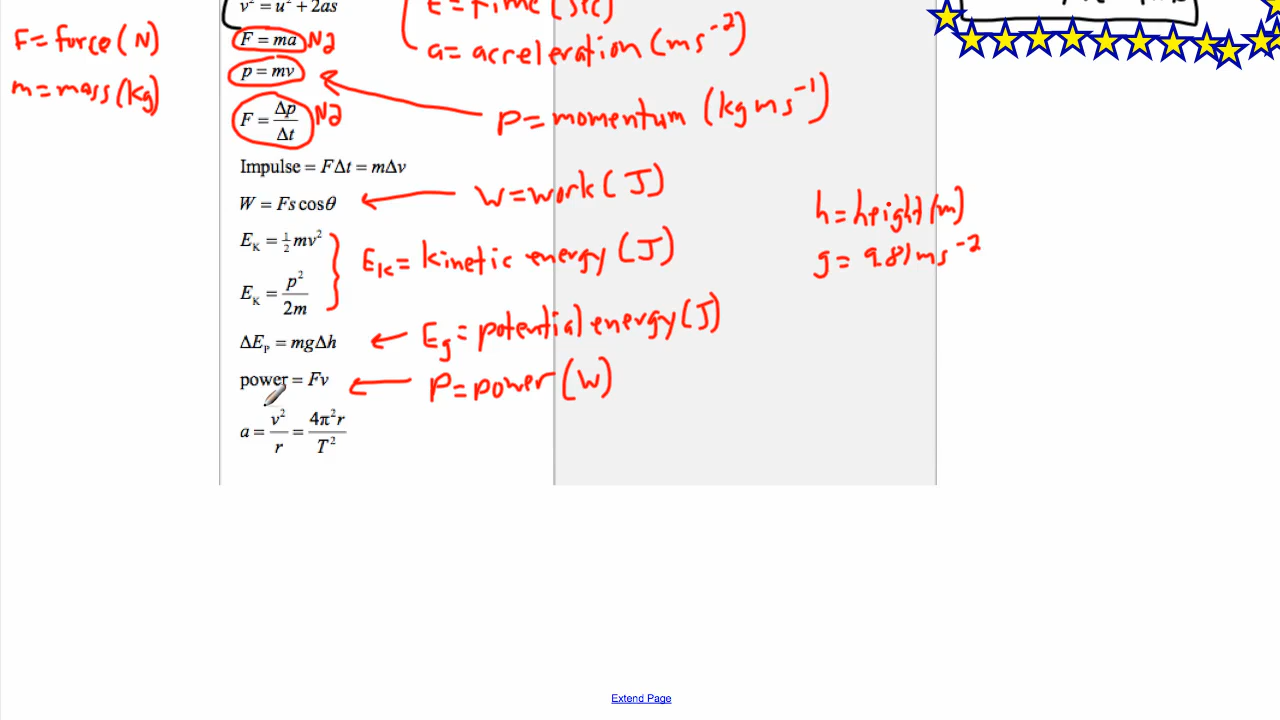 v² = u² + 2as
t = time (sec)
F = force (N)
F = ma N2
a = acceleration (ms⁻²)
m = mass (kg)
p = mv
p = momentum (kg ms⁻¹)
F = Δp/Δt N2
Impulse = FΔt = mΔv
W = Fs cosθ
W = work (J)
h = height (m)
E_K = ½mv²
E_K = kinetic energy (J)
g = 9.81 ms⁻²
E_K = p²/2m
ΔE_P = mgΔh
E_g = potential energy (J)
power = Fv
P = power (W)
a = v²/r = 4π²r/T²
Extend Page